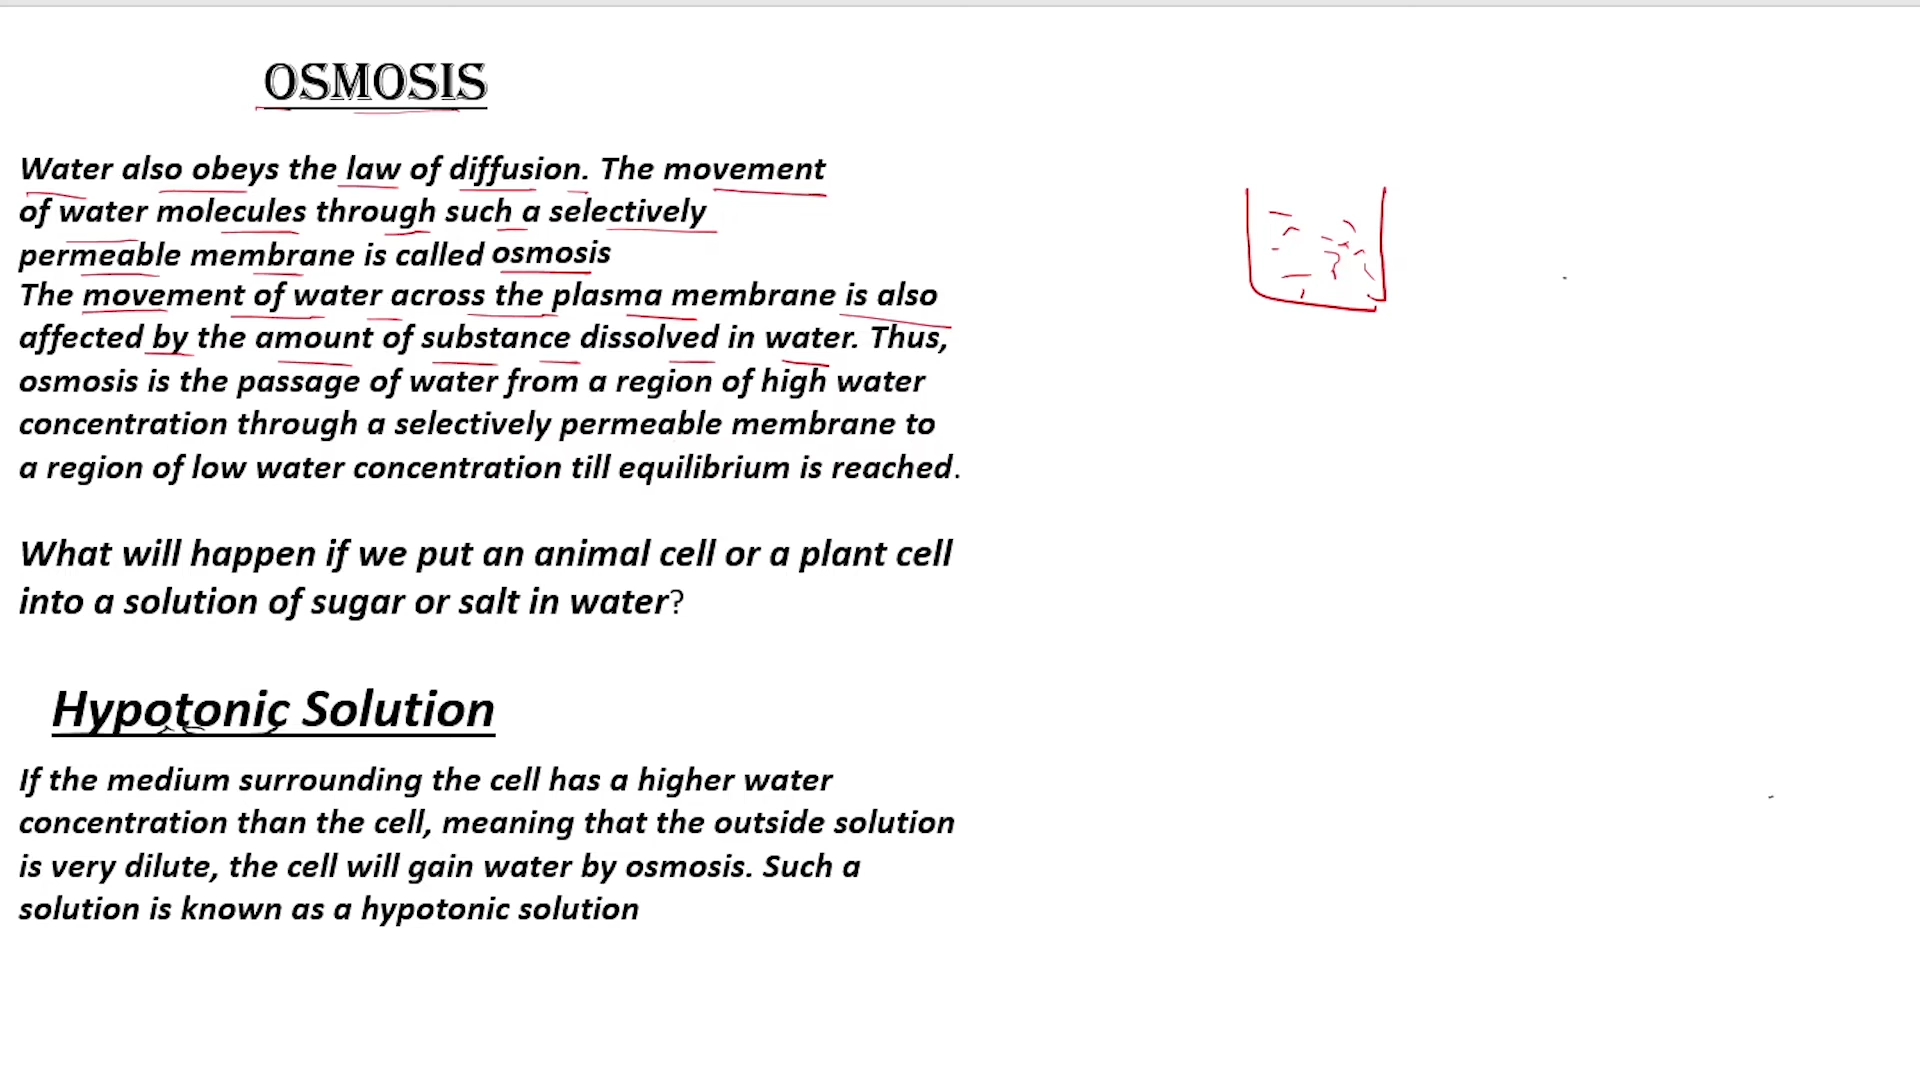 OSMOSIS
Water also obeys the law of diffusion. The movement
of water molecules through such a selectively
permeable membrane is called osmosis
The movement of water across the plasma membrane is also
affected by the amount of substance dissolved in water. Thus,
osmosis is the passage of water from a region of high water
concentration through a selectively permeable membrane to
a region of low water concentration till equilibrium is reached.
What will happen if we put an animal cell or a plant cell
into a solution of sugar or salt in water?
Hypotonic Solution
If the medium surrounding the cell has a higher water
concentration than the cell, meaning that the outside solution
is very dilute, the cell will gain water by osmosis. Such a
solution is known as a hypotonic solution